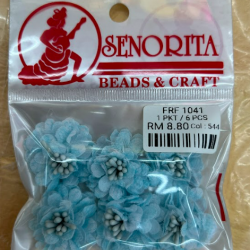 SENORITA
BEADS & CRAFT
FRF 1041
1 PKT / 6 PCS
RM 8.80 Col : 544